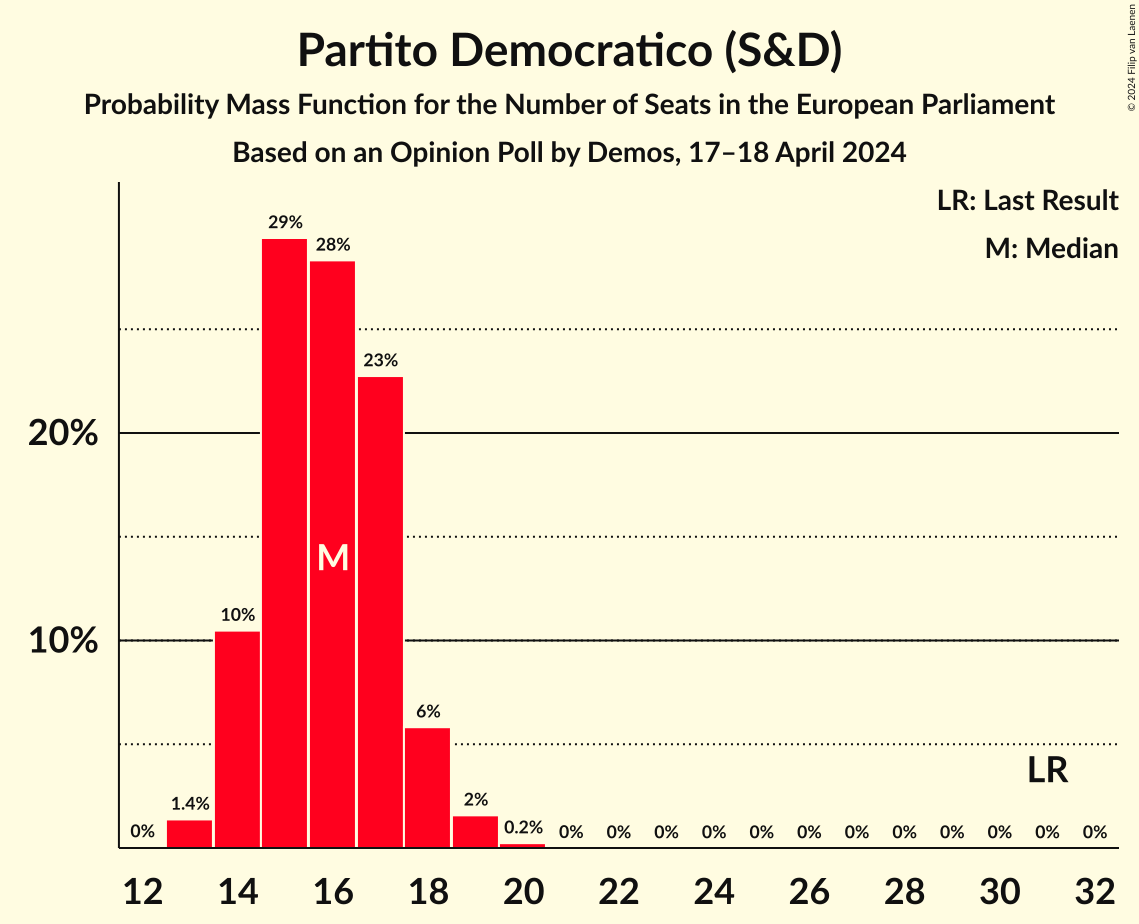 Partito Democratico (S&D)
Probability Mass Function for the Number of Seats in the European Parliament
Based on an Opinion Poll by Demos, 17–18 April 2024
© 2024 Filip van Laenen
LR: Last Result
M: Median
29%
28%
23%
20%
M
10%
10%
6%
LR
0%
1.4%
2%
0.2%
0% 0% 0% 0% 0% 0% 0% 0% 0% 0% 0% 0%
12 14 16 18 20 22 24 26 28 30 32